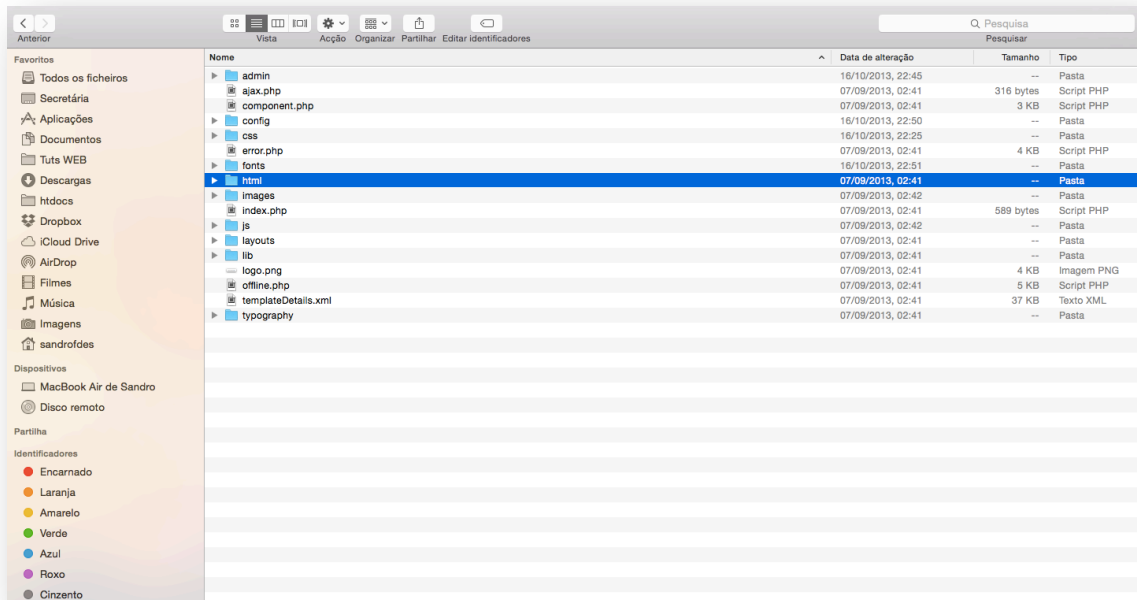 Pesquisa
Anterior Vista Acção Organizar Partilhar Editar identificadores Pesquisar
Favoritos
Todos os ficheiros
Secretária
Aplicações
Documentos
Tuts WEB
Descargas
htdocs
Dropbox
iCloud Drive
AirDrop
Filmes
Música
Imagens
sandrofdes
Dispositivos
MacBook Air de Sandro
Disco remoto
Partilha
Identificadores
Encarnado
Laranja
Amarelo
Verde
Azul
Roxo
Cinzento
Nome Data de alteração Tamanho Tipo
admin 16/10/2013, 22:45 -- Pasta
ajax.php 07/09/2013, 02:41 316 bytes Script PHP
component.php 07/09/2013, 02:41 3 KB Script PHP
config 16/10/2013, 22:50 -- Pasta
css 16/10/2013, 22:25 -- Pasta
error.php 07/09/2013, 02:41 4 KB Script PHP
fonts 16/10/2013, 22:51 -- Pasta
html 07/09/2013, 02:41 -- Pasta
images 07/09/2013, 02:42 -- Pasta
index.php 07/09/2013, 02:41 589 bytes Script PHP
js 07/09/2013, 02:42 -- Pasta
layouts 07/09/2013, 02:41 -- Pasta
lib 07/09/2013, 02:41 -- Pasta
logo.png 07/09/2013, 02:41 4 KB Imagem PNG
offline.php 07/09/2013, 02:41 5 KB Script PHP
templateDetails.xml 07/09/2013, 02:41 37 KB Texto XML
typography 07/09/2013, 02:41 -- Pasta